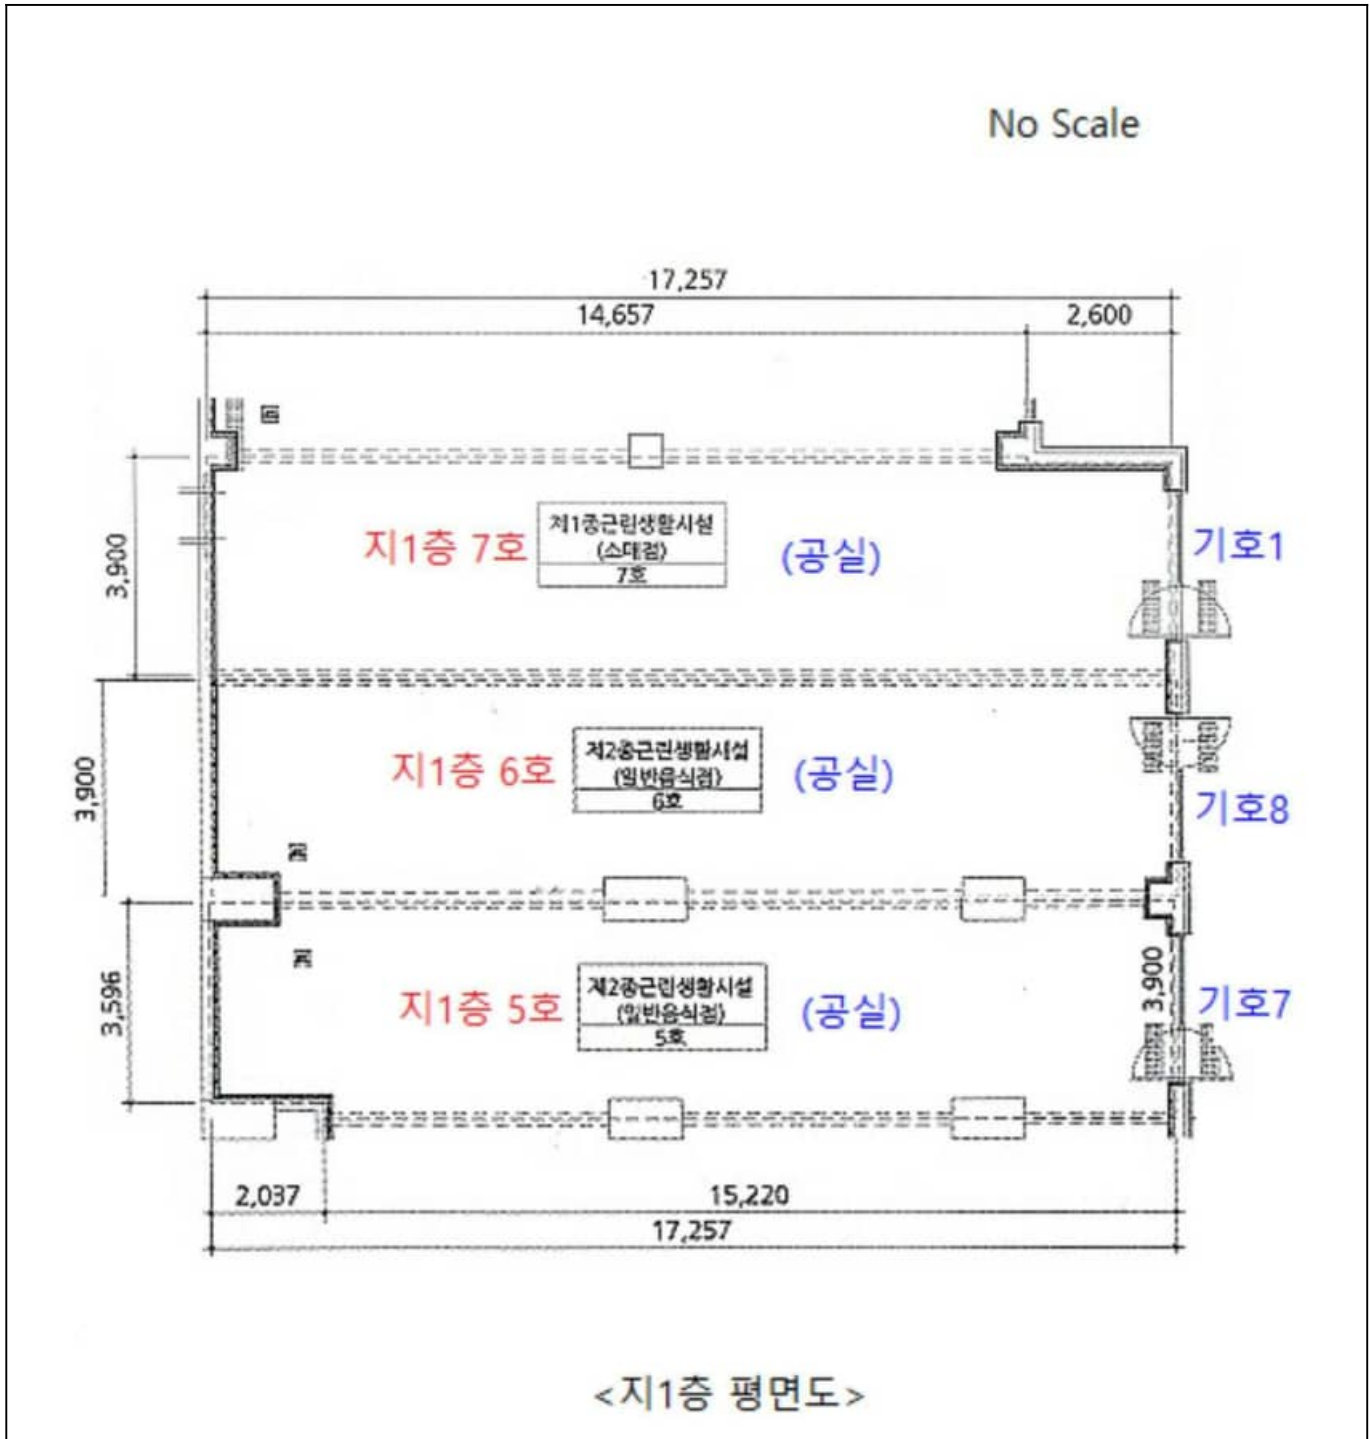 No Scale
17,257
14,657
2,600
3,900
지1층 7호
제1종근린생활시설
(소매점)
7호
(공실)
기호1
3,900
지1층 6호
제2종근린생활시설
(일반음식점)
6호
(공실)
기호8
3,596
지1층 5호
제2종근린생활시설
(일반음식점)
5호
(공실)
3,900
기호7
2,037
15,220
17,257
<지1층 평면도>